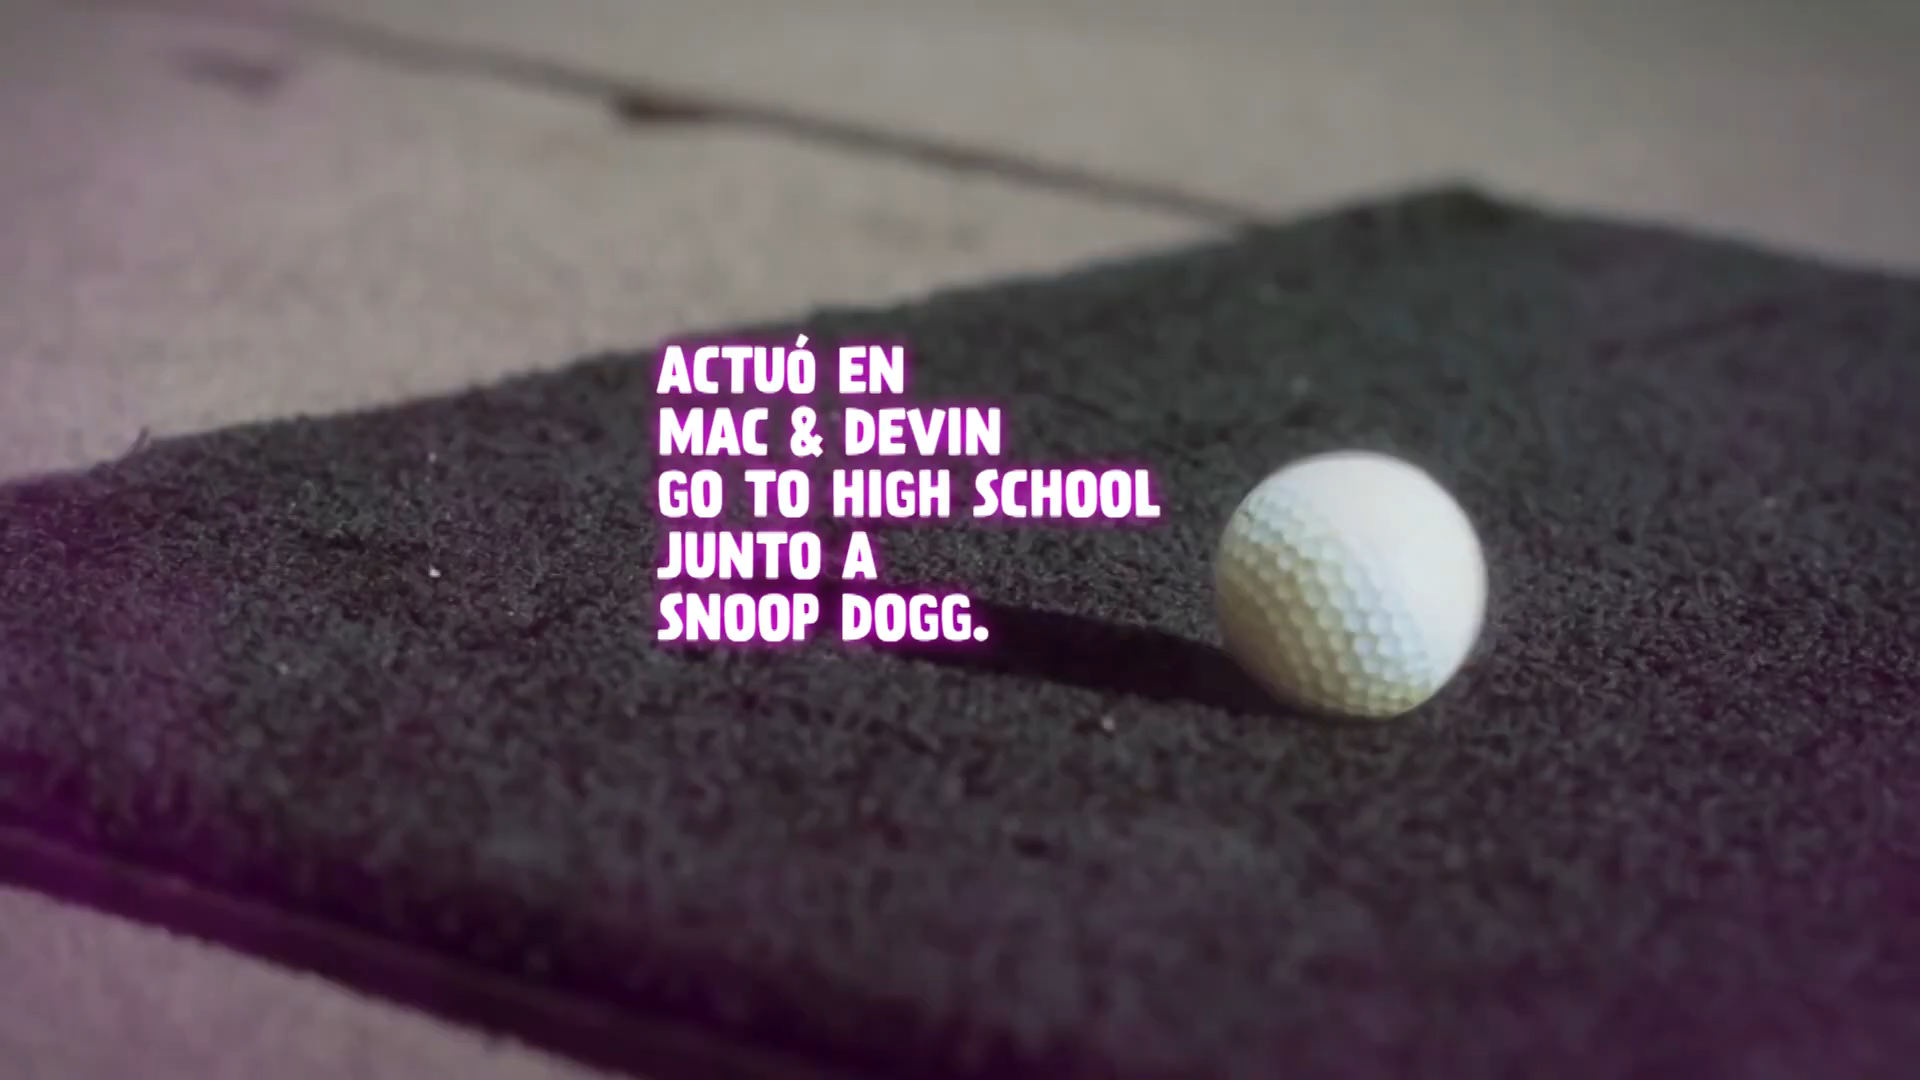 ACTUÓ EN
MAC & DEVIN
GO TO HIGH SCHOOL
JUNTO A
SNOOP DOGG.